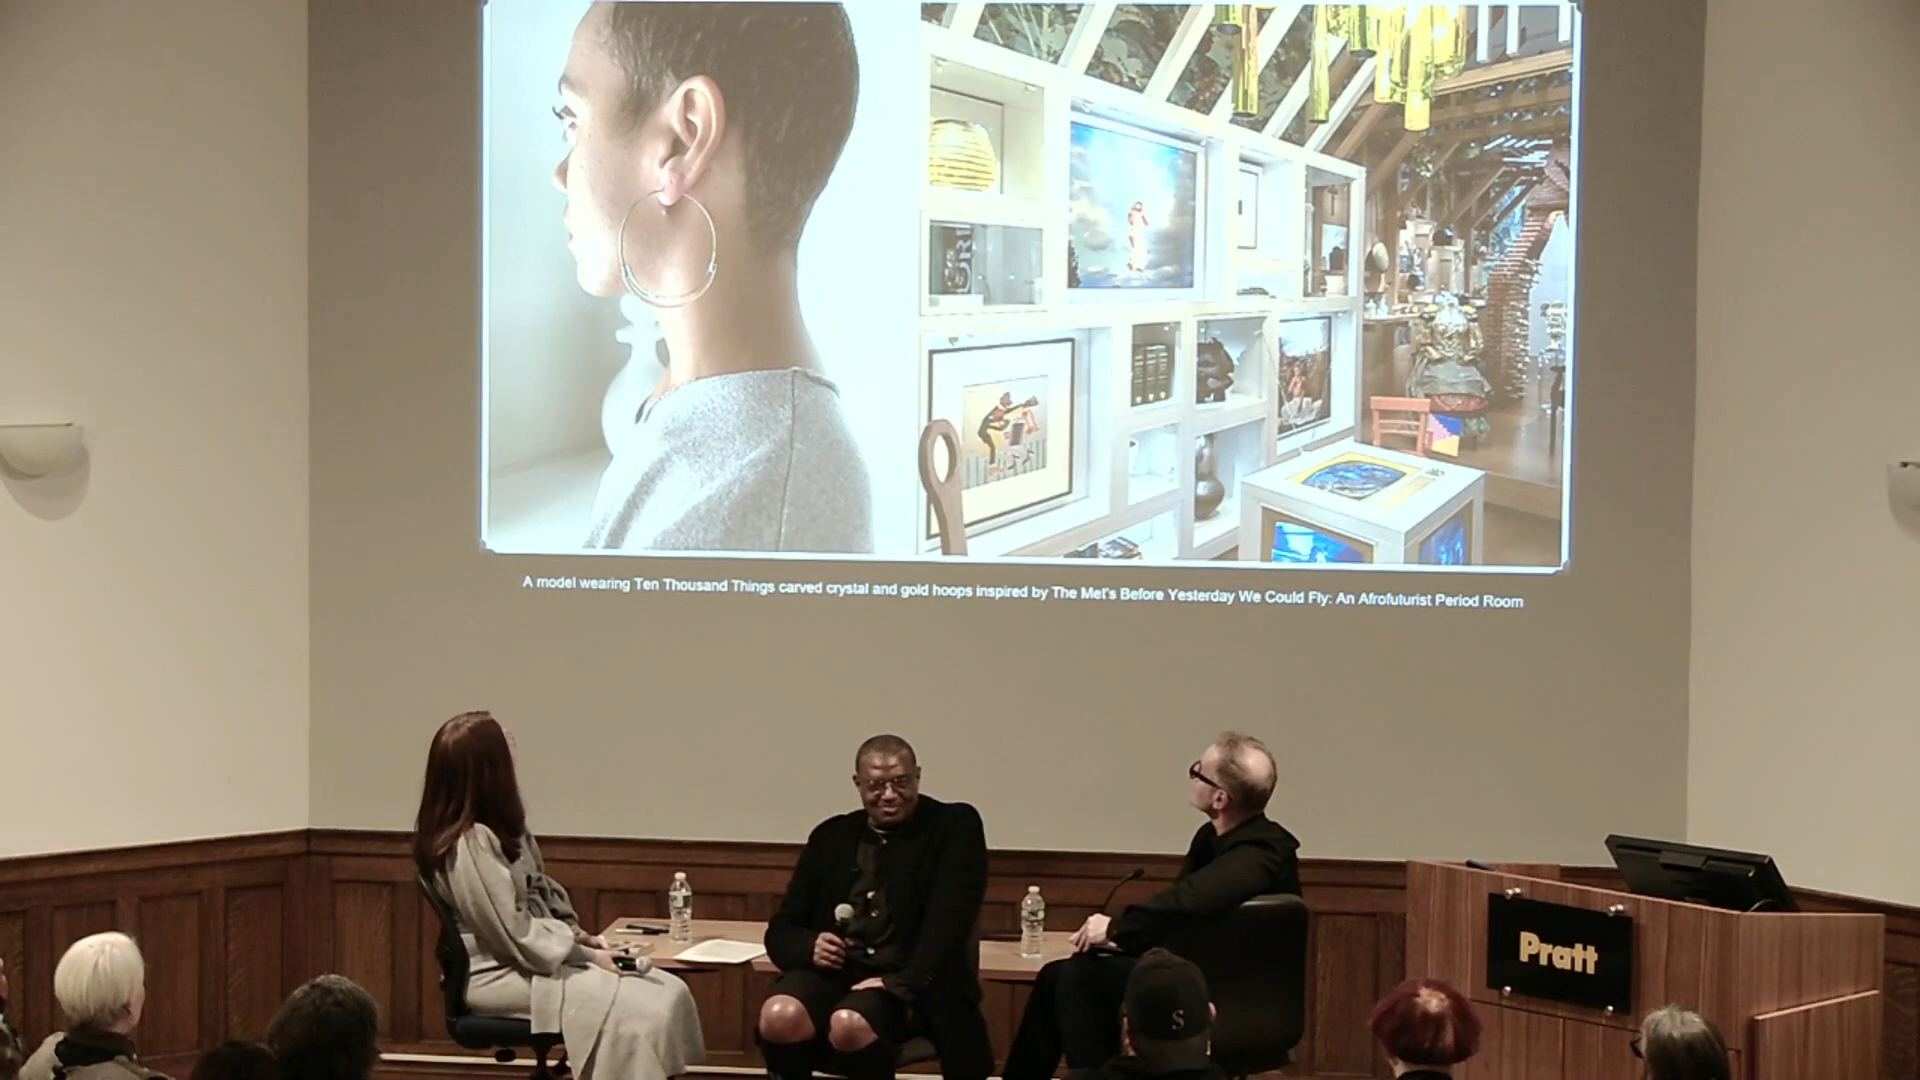 A model wearing Ten Thousand Things carved crystal and gold hoops inspired by The Met's Before Yesterday We Could Fly: An Afrofuturist Period Room
Pratt
S